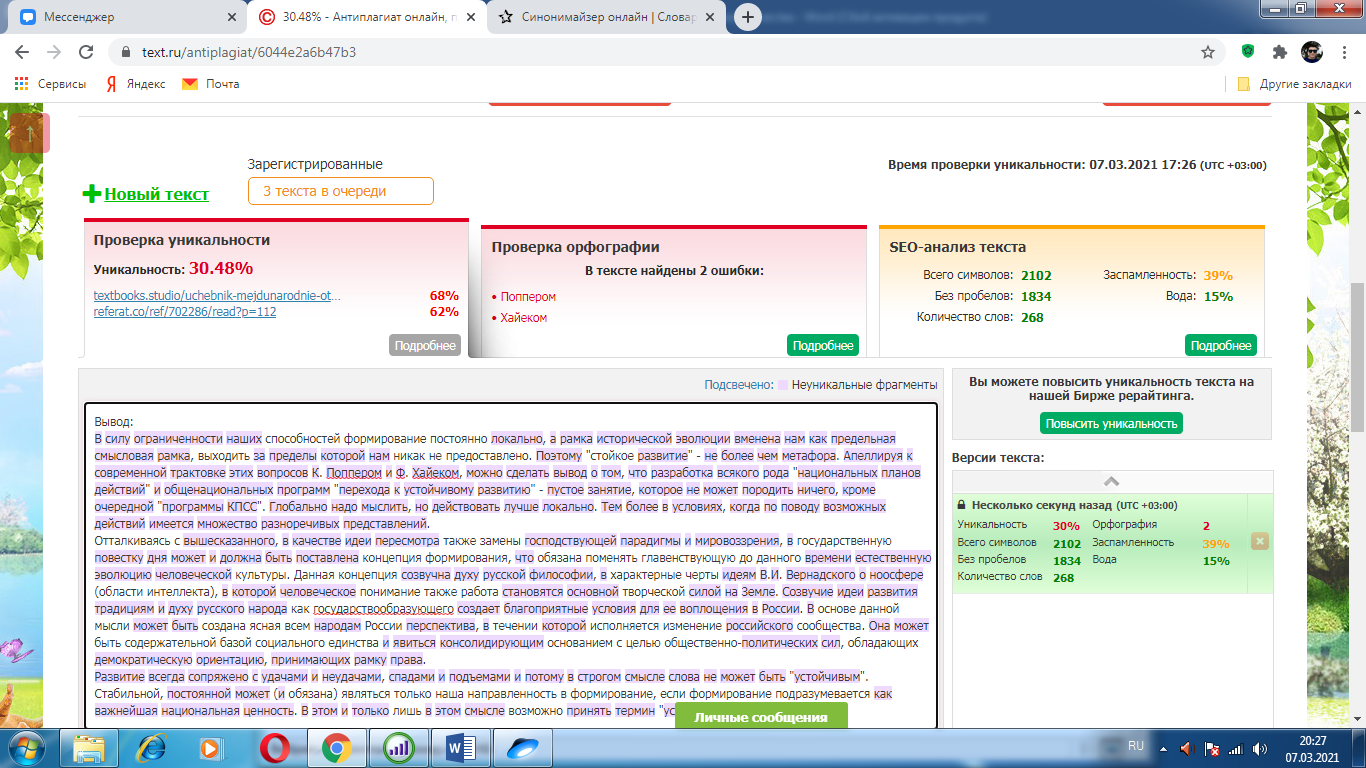 Мессенджер
30.48% - Антиплагиат онлайн, п
Синонимайзер онлайн | Словар
text.ru/antiplagiat/6044e2a6b47b3
Сервисы
Яндекс
Почта
Другие закладки
Зарегистрированные
Время проверки уникальности: 07.03.2021 17:26 (UTC +03:00)
Новый текст
3 текста в очереди
Проверка уникальности
Уникальность: 30.48%
textbooks.studio/uchebnik-mejdunarodnie-ot... 68%
referat.co/ref/702286/read?p=112 62%
Подробнее
Проверка орфографии
В тексте найдены 2 ошибки:
• Поппером
• Хайеком
Подробнее
SEO-анализ текста
Всего символов: 2102 Заспамленность: 39%
Без пробелов: 1834 Вода: 15%
Количество слов: 268
Подробнее
Подсвечено: Неуникальные фрагменты
Вывод:
В силу ограниченности наших способностей формирование постоянно локально, а рамка исторической эволюции вменена нам как предельная
смысловая рамка, выходить за пределы которой нам никак не предоставлено. Поэтому "стойкое развитие" - не более чем метафора. Апеллируя к
современной трактовке этих вопросов К. Поппером и Ф. Хайеком, можно сделать вывод о том, что разработка всякого рода "национальных планов
действий" и общенациональных программ "перехода к устойчивому развитию" - пустое занятие, которое не может породить ничего, кроме
очередной "программы КПСС". Глобально надо мыслить, но действовать лучше локально. Тем более в условиях, когда по поводу возможных
действий имеется множество разноречивых представлений.
Отталкиваясь с вышесказанного, в качестве идеи пересмотра также замены господствующей парадигмы и мировоззрения, в государственную
повестку дня может и должна быть поставлена концепция формирования, что обязана поменять главенствующую до данного времени естественную
эволюцию человеческой культуры. Данная концепция созвучна духу русской философии, в характерные черты идеям В.И. Вернадского о ноосфере
(области интеллекта), в которой человеческое понимание также работа становятся основной творческой силой на Земле. Созвучие идеи развития
традициям и духу русского народа как государствообразующего создает благоприятные условия для ее воплощения в России. В основе данной
мысли может быть создана ясная всем народам России перспектива, в течении которой исполняется изменение российского сообщества. Она может
быть содержательной базой социального единства и явиться консолидирующим основанием с целью общественно-политических сил, обладающих
демократическую ориентацию, принимающих рамку права.
Развитие всегда сопряжено с удачами и неудачами, спадами и подъемами и потому в строгом смысле слова не может быть "устойчивым".
Стабильной, постоянной может (и обязана) являться только наша направленность в формирование, если формирование подразумевается как
важнейшая национальная ценность. В этом и только лишь в этом смысле возможно принять термин "ус
Вы можете повысить уникальность текста на
нашей Бирже рерайтинга.
Повысить уникальность
Версии текста:
Несколько секунд назад (UTC +03:00)
Уникальность 30% Орфография 2
Всего символов 2102 Заспамленность 39%
Без пробелов 1834 Вода 15%
Количество слов 268
Личные сообщения
RU
20:27
07.03.2021